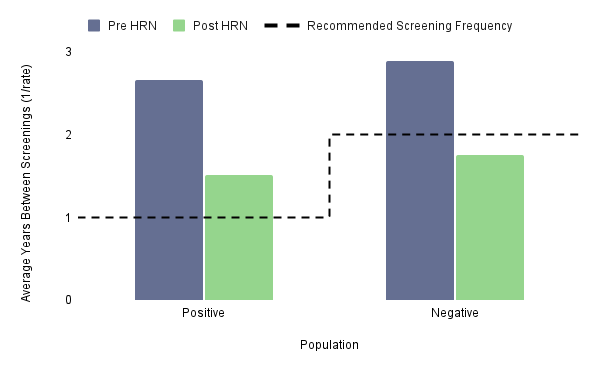 Pre HRN Post HRN Recommended Screening Frequency
Average Years Between Screenings (1/rate)
3
2
1
0
Positive Negative
Population